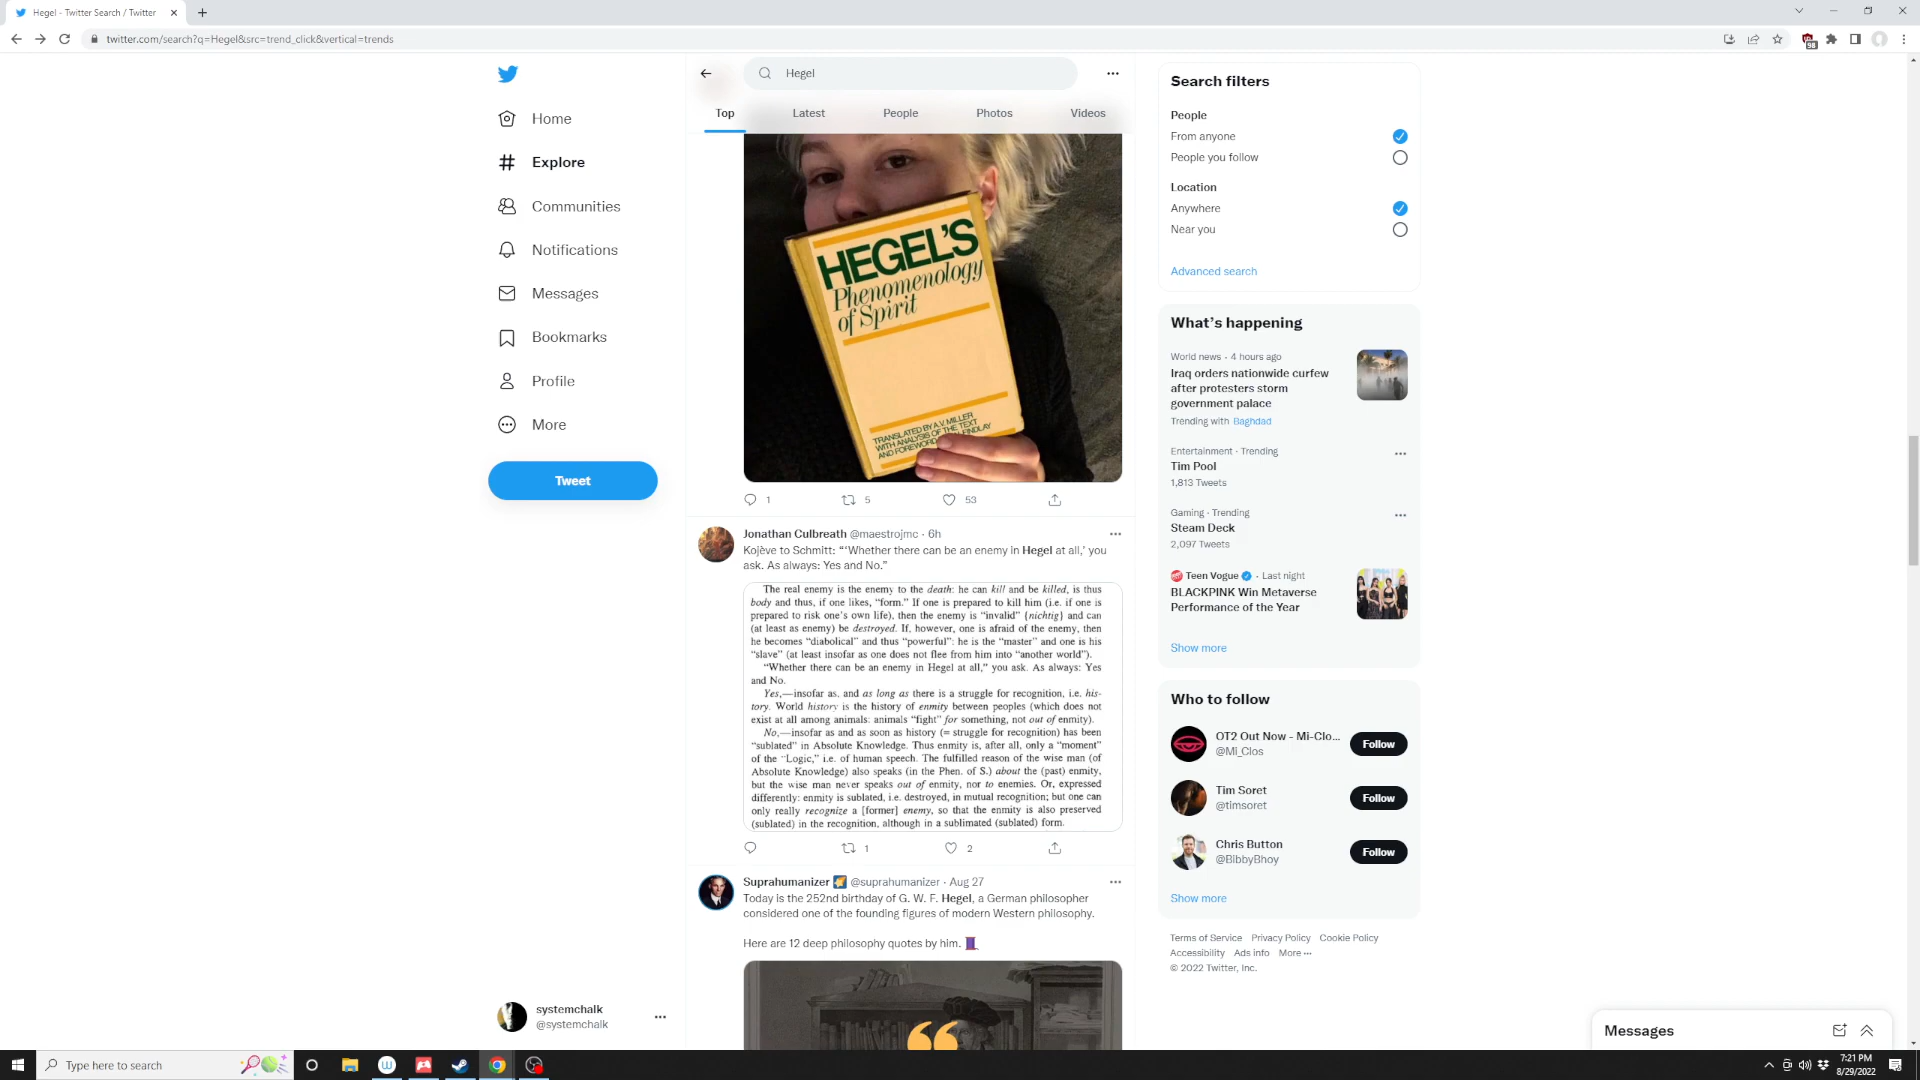 Hegel - Twitter Search / Twitter
twitter.com/search?q=Hegel&src=trend_click&vertical=trends
98
Home
Explore
Communities
Notifications
Messages
Bookmarks
Profile
More
Tweet
systemchalk
@systemchalk
Hegel
Top
Latest
People
Photos
Videos
HEGEL'S
Phenomenology
of Spirit
TRANSLATED BY A.V. MILLER
WITH ANALYSIS OF THE TEXT
AND FOREWORD FINDLAY
1
5
53
Jonathan Culbreath @maestrojmc · 6h
Kojève to Schmitt: “‘Whether there can be an enemy in Hegel at all,’ you
ask. As always: Yes and No.”
The real enemy is the enemy to the death: he can kill and be killed, is thus
body and thus, if one likes, “form.” If one is prepared to kill him (i.e. if one is
prepared to risk one's own life), then the enemy is “invalid” {nichtig} and can
(at least as enemy) be destroyed. If, however, one is afraid of the enemy, then
he becomes “diabolical” and thus “powerful”: he is the “master” and one is his
“slave” (at least insofar as one does not flee from him into “another world”).
“Whether there can be an enemy in Hegel at all,” you ask. As always: Yes
and No.
Yes,—insofar as, and as long as there is a struggle for recognition, i.e. his-
tory. World history is the history of enmity between peoples (which does not
exist at all among animals: animals “fight” for something, not out of enmity).
No,—insofar as and as soon as history (= struggle for recognition) has been
“sublated” in Absolute Knowledge. Thus enmity is, after all, only a “moment”
of the “Logic,” i.e. of human speech. The fulfilled reason of the wise man (of
Absolute Knowledge) also speaks (in the Phen. of S.) about the (past) enmity,
but the wise man never speaks out of enmity, nor to enemies. Or, expressed
differently: enmity is sublated, i.e. destroyed, in mutual recognition; but one can
only really recognize a [former] enemy, so that the enmity is also preserved
(sublated) in the recognition, although in a sublimated (sublated) form.
1
2
Suprahumanizer @suprahumanizer · Aug 27
Today is the 252nd birthday of G. W. F. Hegel, a German philosopher
considered one of the founding figures of modern Western philosophy.
Here are 12 deep philosophy quotes by him.
Search filters
People
From anyone
People you follow
Location
Anywhere
Near you
Advanced search
What's happening
World news · 4 hours ago
Iraq orders nationwide curfew
after protesters storm
government palace
Trending with Baghdad
Entertainment · Trending
Tim Pool
1,813 Tweets
Gaming · Trending
Steam Deck
2,097 Tweets
Teen Vogue · Last night
BLACKPINK Win Metaverse
Performance of the Year
Show more
Who to follow
OT2 Out Now - Mi-Clo...
@Mi_Clos
Follow
Tim Soret
@timsoret
Follow
Chris Button
@BibbyBhoy
Follow
Show more
Terms of Service Privacy Policy Cookie Policy
Accessibility Ads info More ···
© 2022 Twitter, Inc.
Messages
Type here to search
7:21 PM
8/29/2022